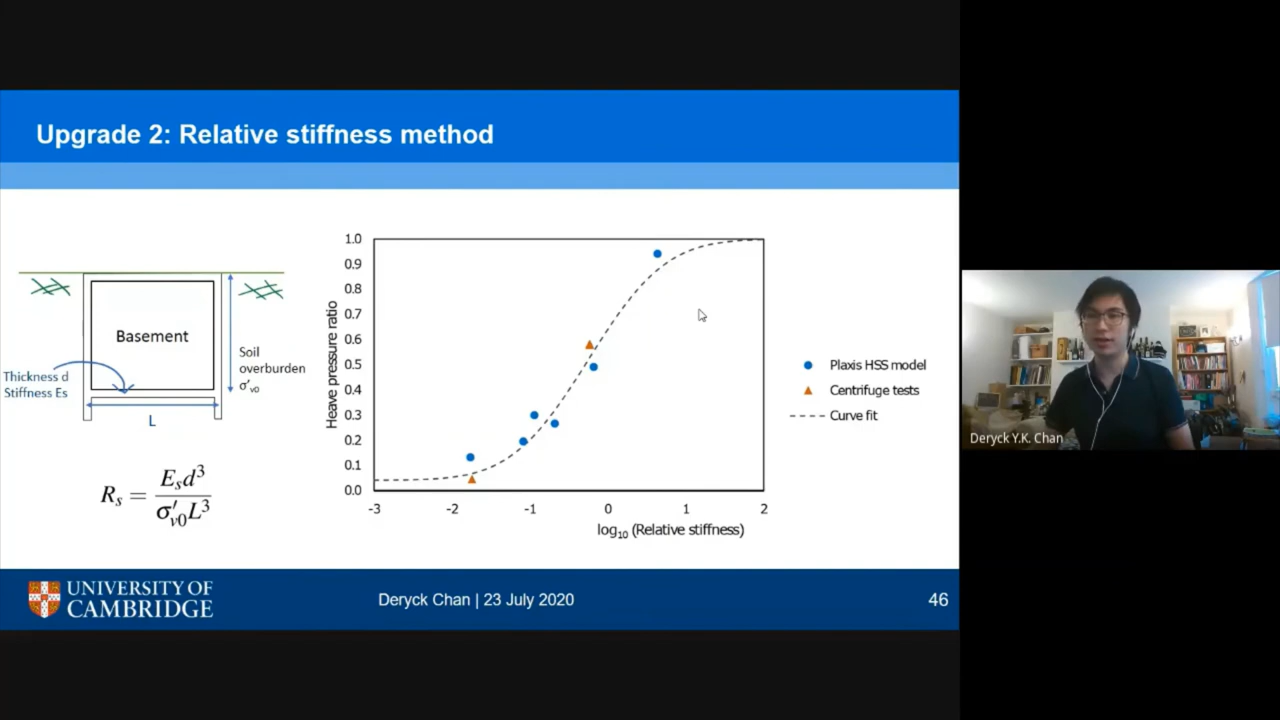 Upgrade 2: Relative stiffness method
Basement
Thickness d
Stiffness Es
Soil
overburden
σ'v0
L
Rs = Esd³ / σ'v0L³
Heave pressure ratio
1.0
0.9
0.8
0.7
0.6
0.5
0.4
0.3
0.2
0.1
0.0
-3 -2 -1 0 1 2
log10 (Relative stiffness)
Plaxis HSS model
Centrifuge tests
Curve fit
UNIVERSITY OF
CAMBRIDGE
Deryck Chan | 23 July 2020
46
Deryck Y.K. Chan